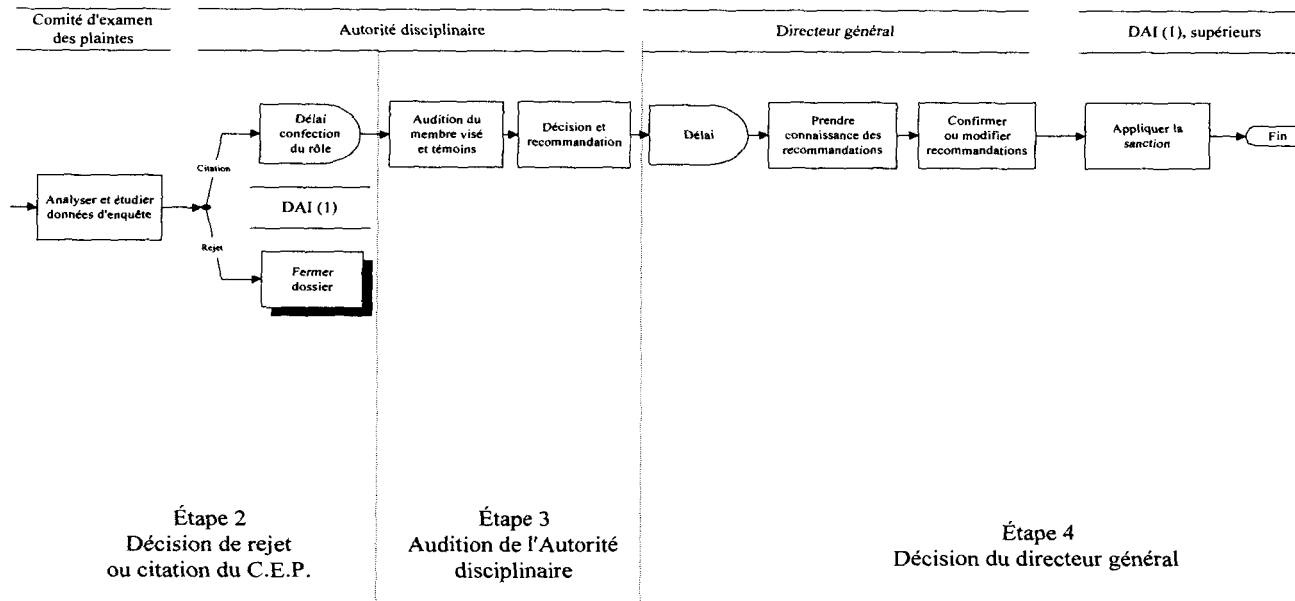 Comité d'examen
des plaintes
Autorité disciplinaire
Directeur général
DAI (1), supérieurs
Délai
confection
du rôle
Audition du
membre visé
et témoins
Décision et
recommandation
Délai
Prendre
connaissance des
recommandations
Confirmer
ou modifier
recommandations
Appliquer la
sanction
Fin
Citation
Analyser et étudier
données d'enquête
DAI (1)
Rejet
Fermer
dossier
Étape 2
Décision de rejet
ou citation du C.E.P.
Étape 3
Audition de l'Autorité
disciplinaire
Étape 4
Décision du directeur général